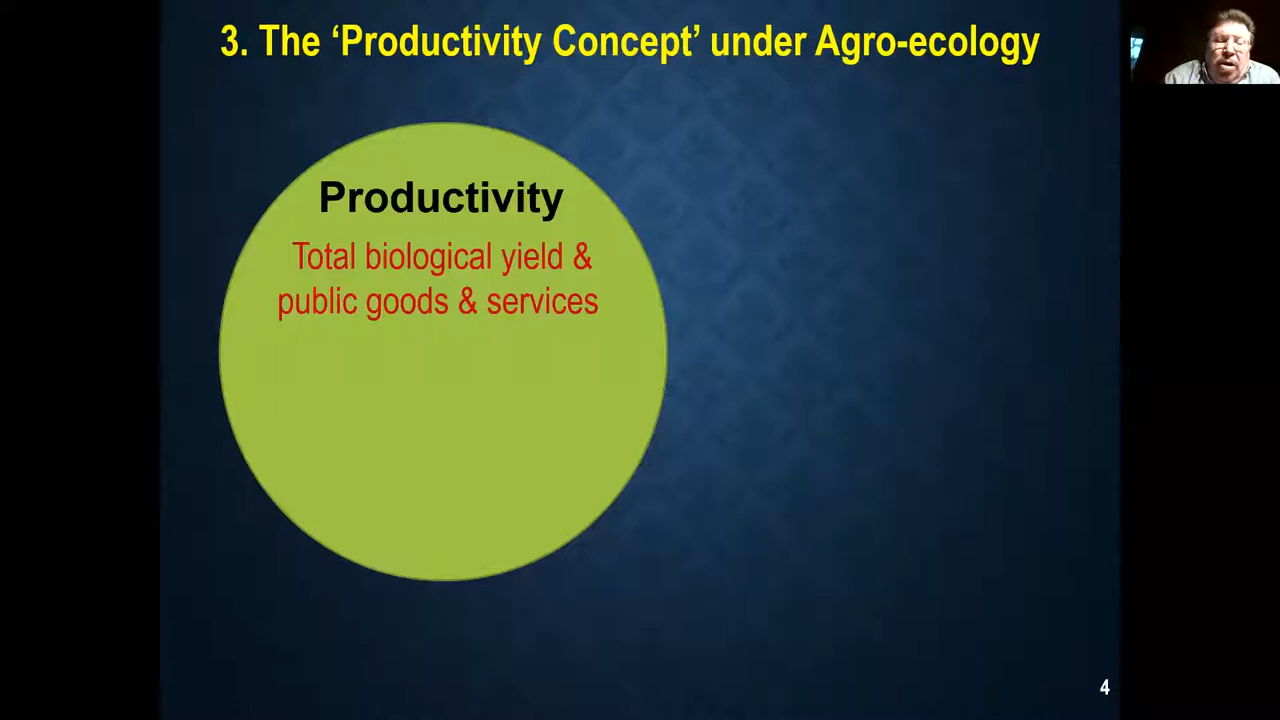 3. The ‘Productivity Concept’ under Agro-ecology
Productivity
Total biological yield &
public goods & services
4